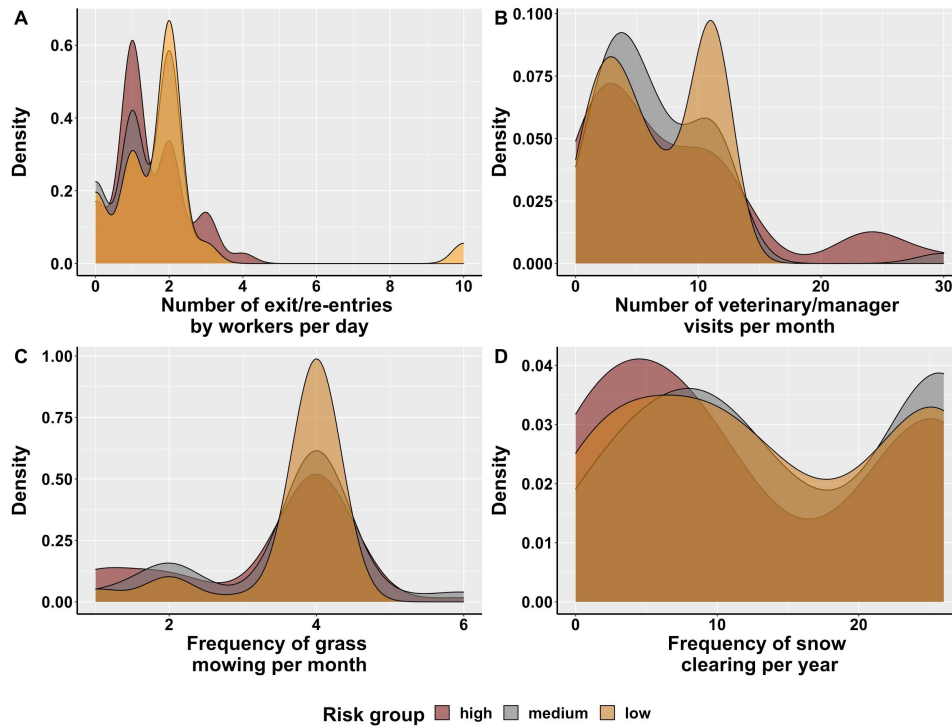 A
Density
0.6
0.4
0.2
0.0
0 2 4 6 8 10
Number of exit/re-entries
by workers per day
B
Density
0.100
0.075
0.050
0.025
0.000
0 10 20 30
Number of veterinary/manager
visits per month
C
Density
1.00
0.75
0.50
0.25
0.00
2 4 6
Frequency of grass
mowing per month
D
Density
0.04
0.03
0.02
0.01
0.00
0 10 20
Frequency of snow
clearing per year
Risk group high medium low